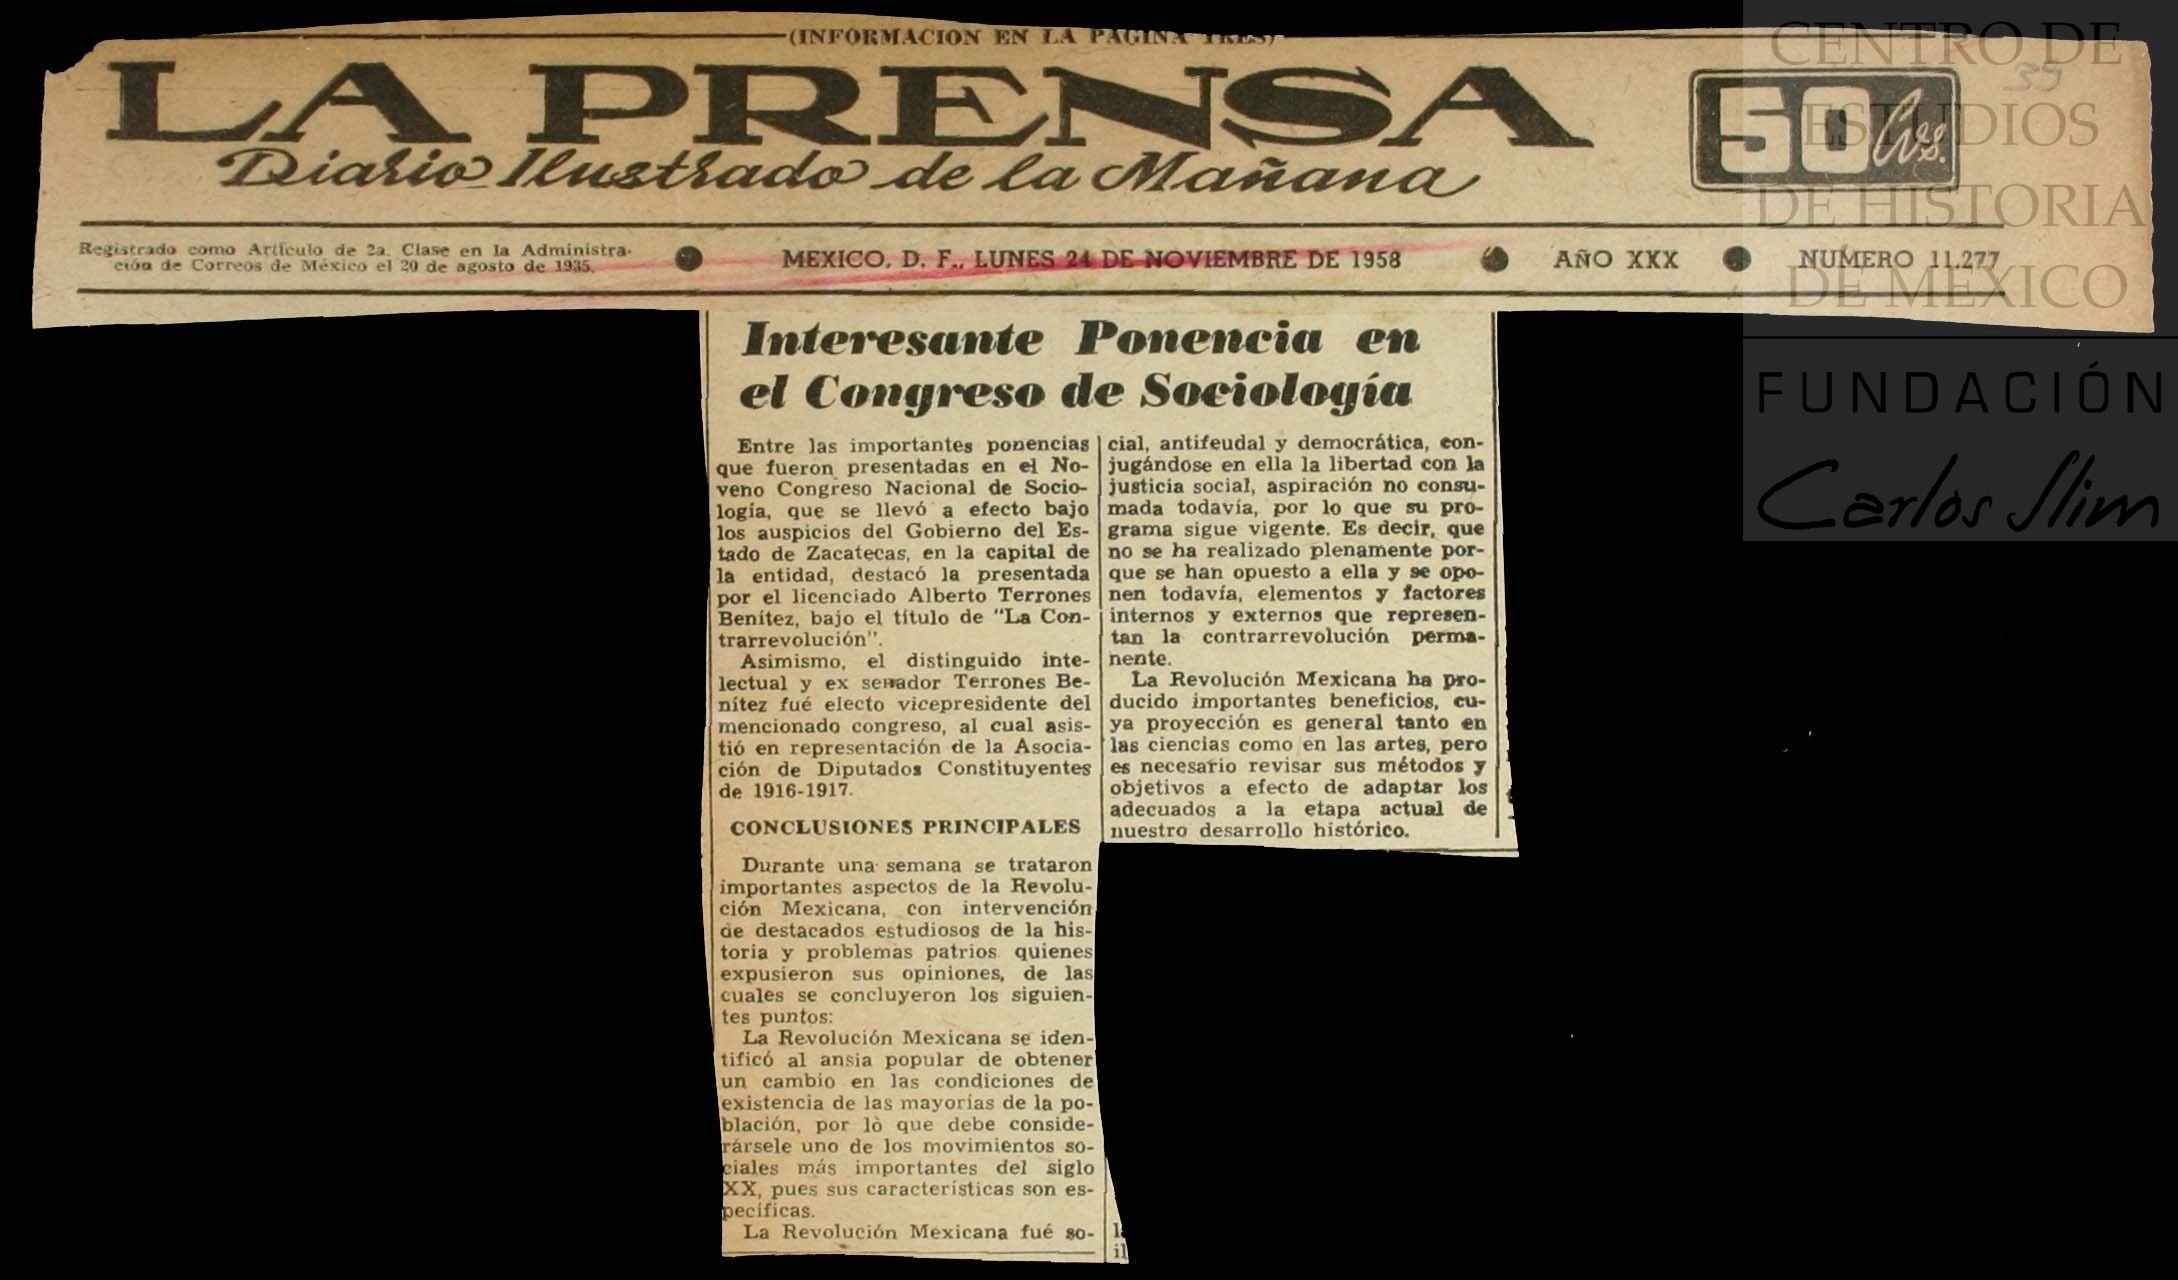 (INFORMACION EN LA PAGINA TRES)
LA PRENSA
Diario Ilustrado de la Mañana
50 Cvs.
39
Registrado como Artículo de 2a. Clase en la Administra-
ción de Correos de México el 20 de agosto de 1935.
MEXICO, D. F., LUNES 24 DE NOVIEMBRE DE 1958
AÑO XXX
NUMERO 11.277
Interesante Ponencia en
el Congreso de Sociología
Entre las importantes ponencias
que fueron presentadas en el No-
veno Congreso Nacional de Socio-
logía, que se llevó a efecto bajo
los auspicios del Gobierno del Es-
tado de Zacatecas, en la capital de
la entidad, destacó la presentada
por el licenciado Alberto Terrones
Benítez, bajo el título de "La Con-
trarrevolución".
Asimismo, el distinguido inte-
lectual y ex senador Terrones Be-
nítez fué electo vicepresidente del
mencionado congreso, al cual asis-
tió en representación de la Asocia-
ción de Diputados Constituyentes
de 1916-1917.
CONCLUSIONES PRINCIPALES
Durante una semana se trataron
importantes aspectos de la Revolu-
ción Mexicana, con intervención
de destacados estudiosos de la his-
toria y problemas patrios quienes
expusieron sus opiniones, de las
cuales se concluyeron los siguien-
tes puntos:
La Revolución Mexicana se iden-
tificó al ansia popular de obtener
un cambio en las condiciones de
existencia de las mayorías de la po-
blación, por lo que debe conside-
rársele uno de los movimientos so-
ciales más importantes del siglo
XX, pues sus características son es-
pecíficas.
La Revolución Mexicana fué so-
cial, antifeudal y democrática, con-
jugándose en ella la libertad con la
justicia social, aspiración no consu-
mada todavía, por lo que su pro-
grama sigue vigente. Es decir, que
no se ha realizado plenamente por-
que se han opuesto a ella y se opo-
nen todavía, elementos y factores
internos y externos que represen-
tan la contrarrevolución perma-
nente.
La Revolución Mexicana ha pro-
ducido importantes beneficios, cu-
ya proyección es general tanto en
las ciencias como en las artes, pero
es necesario revisar sus métodos y
objetivos a efecto de adaptar los
adecuados a la etapa actual de
nuestro desarrollo histórico.
CENTRO DE
ESTUDIOS
DE HISTORIA
DE MEXICO
FUNDACIÓN
Carlos Slim